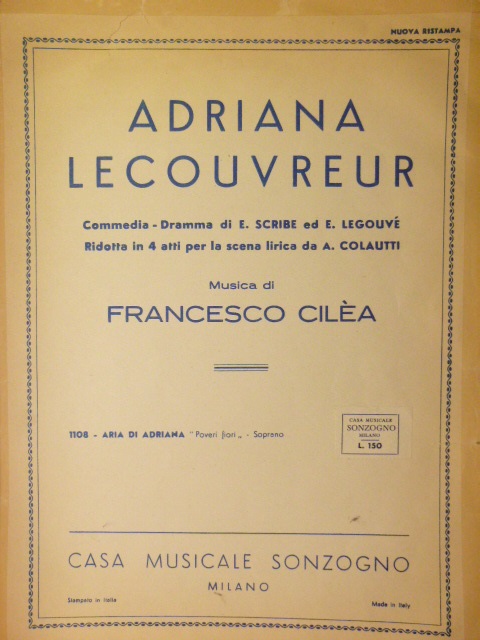 NUOVA RISTAMPA
ADRIANA
LECOUVREUR
Commedia - Dramma di E. SCRIBE ed E. LEGOUVÉ
Ridotta in 4 atti per la scena lirica da A. COLAUTTI
Musica di
FRANCESCO CILÈA
1108 - ARIA DI ADRIANA "Poveri fiori„ - Soprano
CASA MUSICALE
SONZOGNO
MILANO
L. 150
CASA MUSICALE SONZOGNO
MILANO
Stampato in Italia
Made in Italy